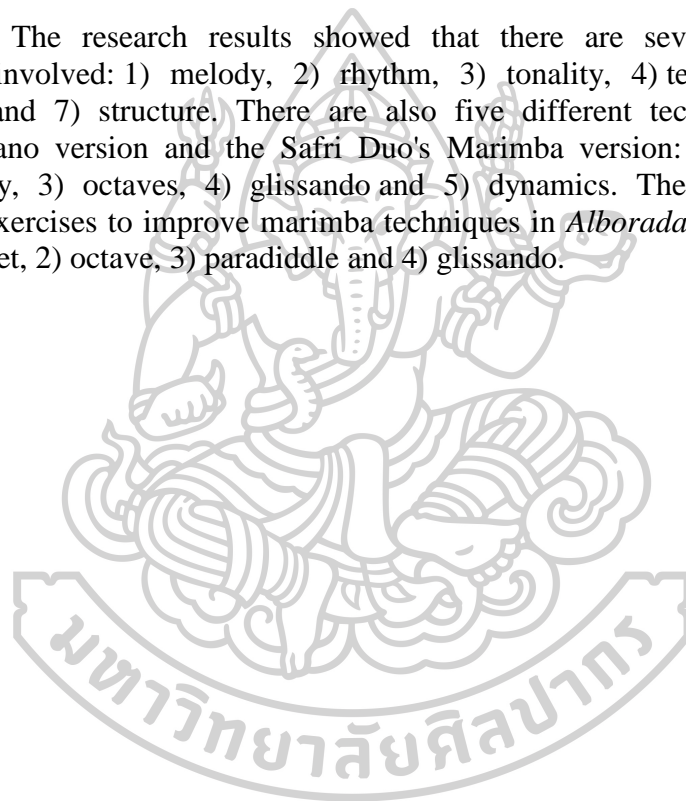 The research results showed that there are sev
involved: 1) melody, 2) rhythm, 3) tonality, 4) te
and 7) structure. There are also five different tec
ano version and the Safri Duo's Marimba version:
y, 3) octaves, 4) glissando and 5) dynamics. The
exercises to improve marimba techniques in Alborada
et, 2) octave, 3) paradiddle and 4) glissando.
มหาวิทยาลัยศิลปากร